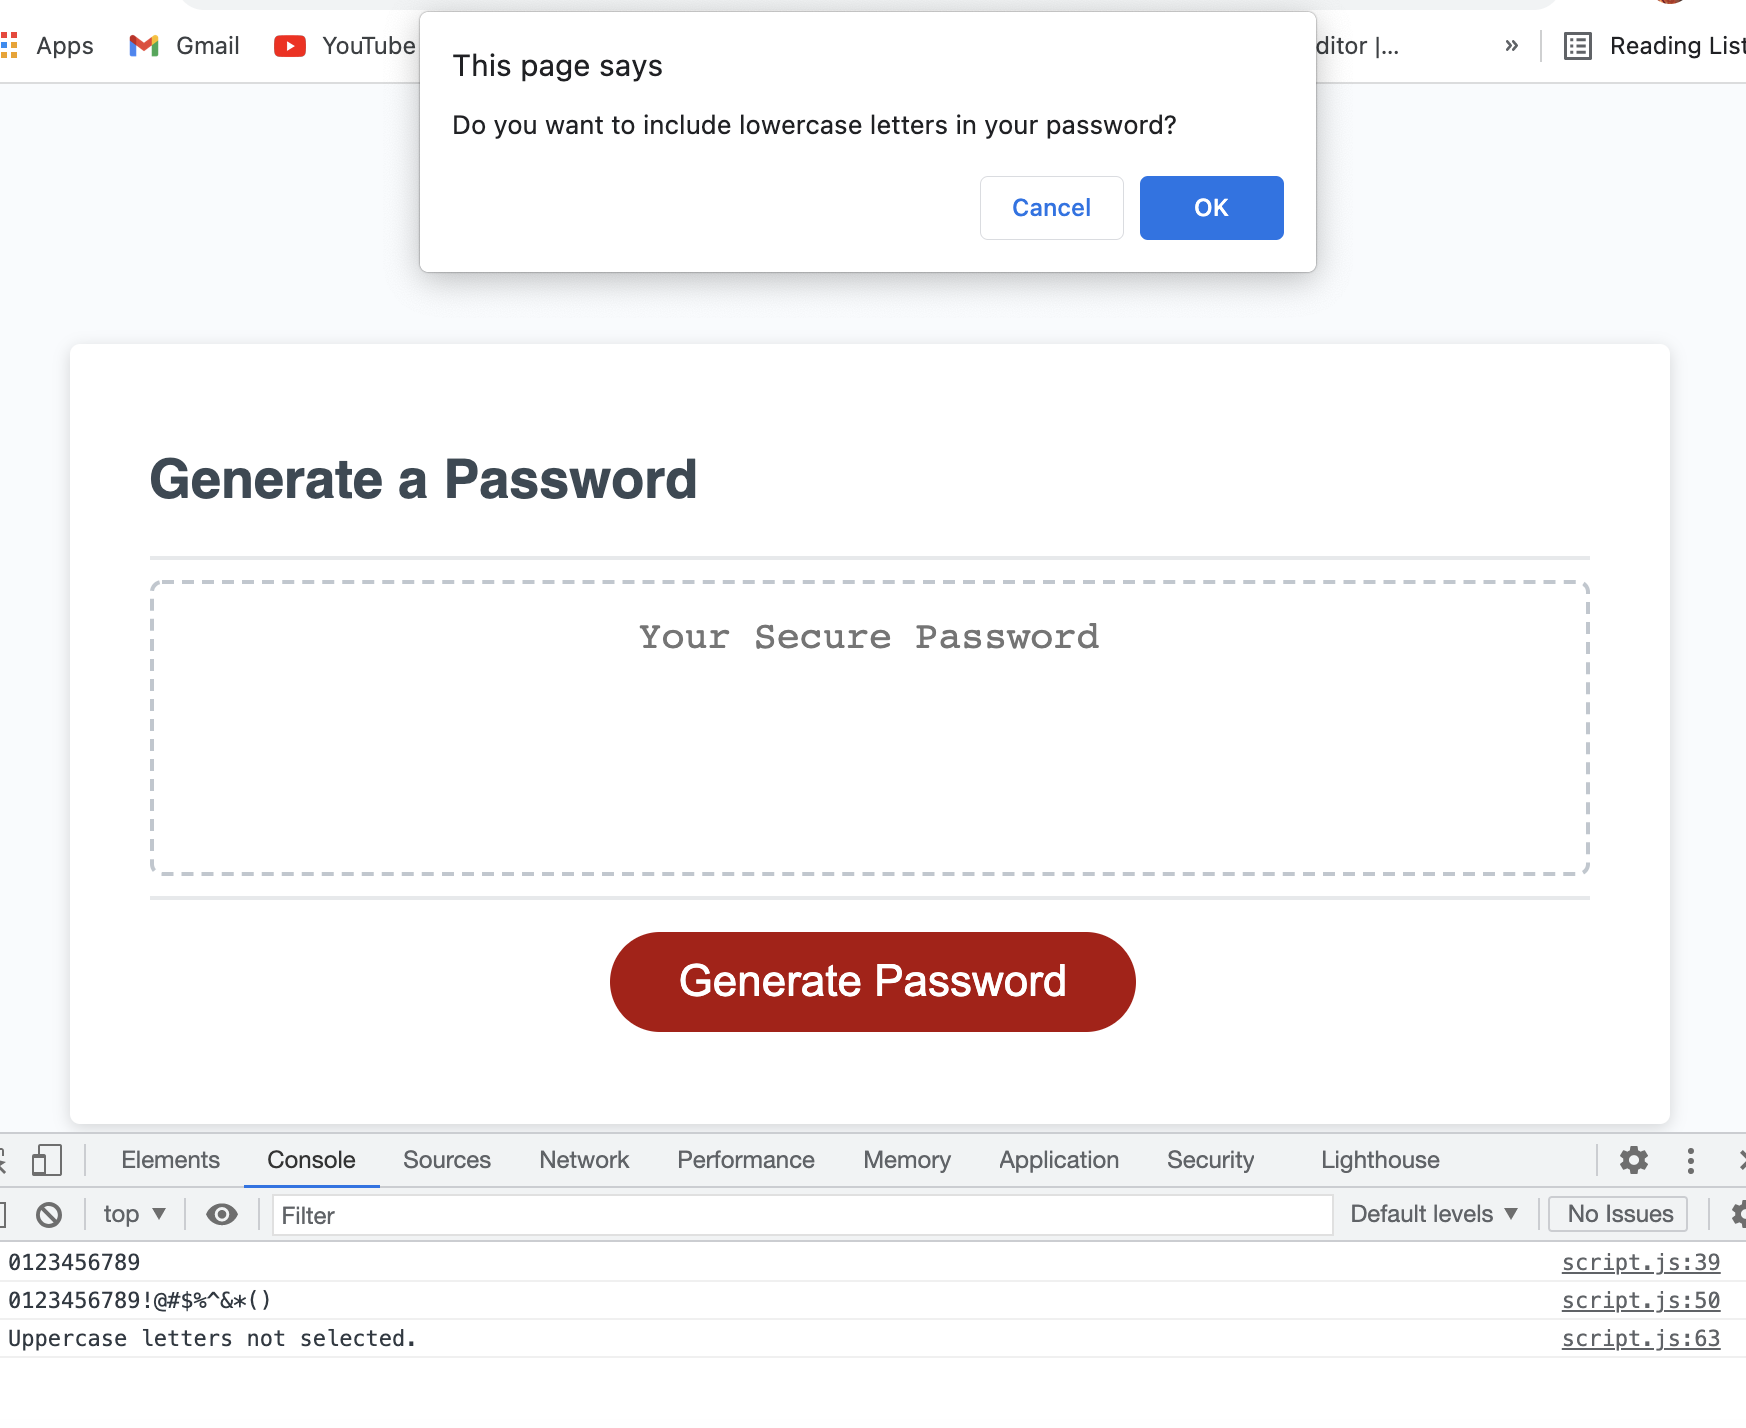 Apps Gmail YouTube ditor |... » Reading List
This page says
Do you want to include lowercase letters in your password?
Cancel OK
Generate a Password
Your Secure Password
Generate Password
Elements Console Sources Network Performance Memory Application Security Lighthouse
top ▼ Filter Default levels ▼ No Issues
0123456789 script.js:39
0123456789!@#$%^&*() script.js:50
Uppercase letters not selected. script.js:63